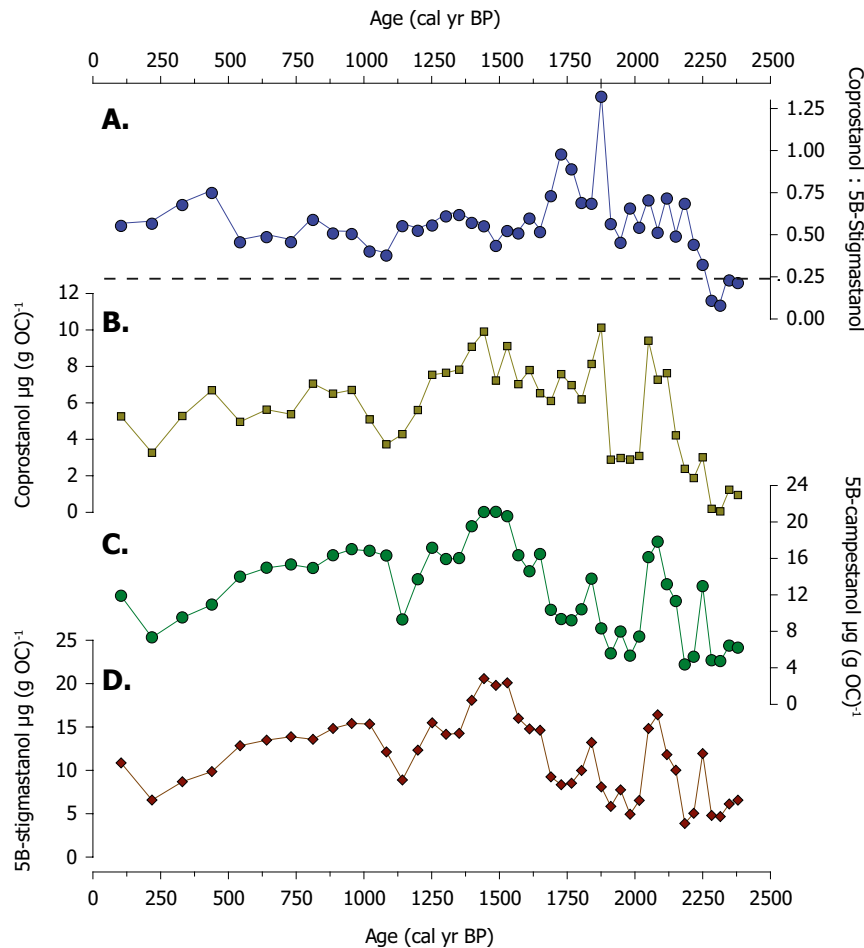 Age (cal yr BP)
0 250 500 750 1000 1250 1500 1750 2000 2250 2500
A.
1.25
1.00
0.75
0.50
0.25
0.00
Coprostanol : 5B-Stigmastanol
B.
12
10
8
6
4
2
0
Coprostanol µg (g OC)⁻¹
C.
24
20
16
12
8
4
0
5B-campestanol µg (g OC)⁻¹
D.
25
20
15
10
5
0
5B-stigmastanol µg (g OC)⁻¹
0 250 500 750 1000 1250 1500 1750 2000 2250 2500
Age (cal yr BP)